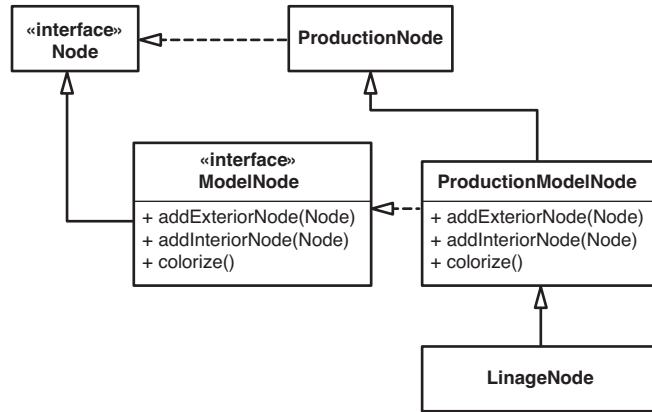 «interface»
Node
ProductionNode
«interface»
ModelNode
+ addExteriorNode(Node)
+ addInteriorNode(Node)
+ colorize()
ProductionModelNode
+ addExteriorNode(Node)
+ addInteriorNode(Node)
+ colorize()
LinageNode